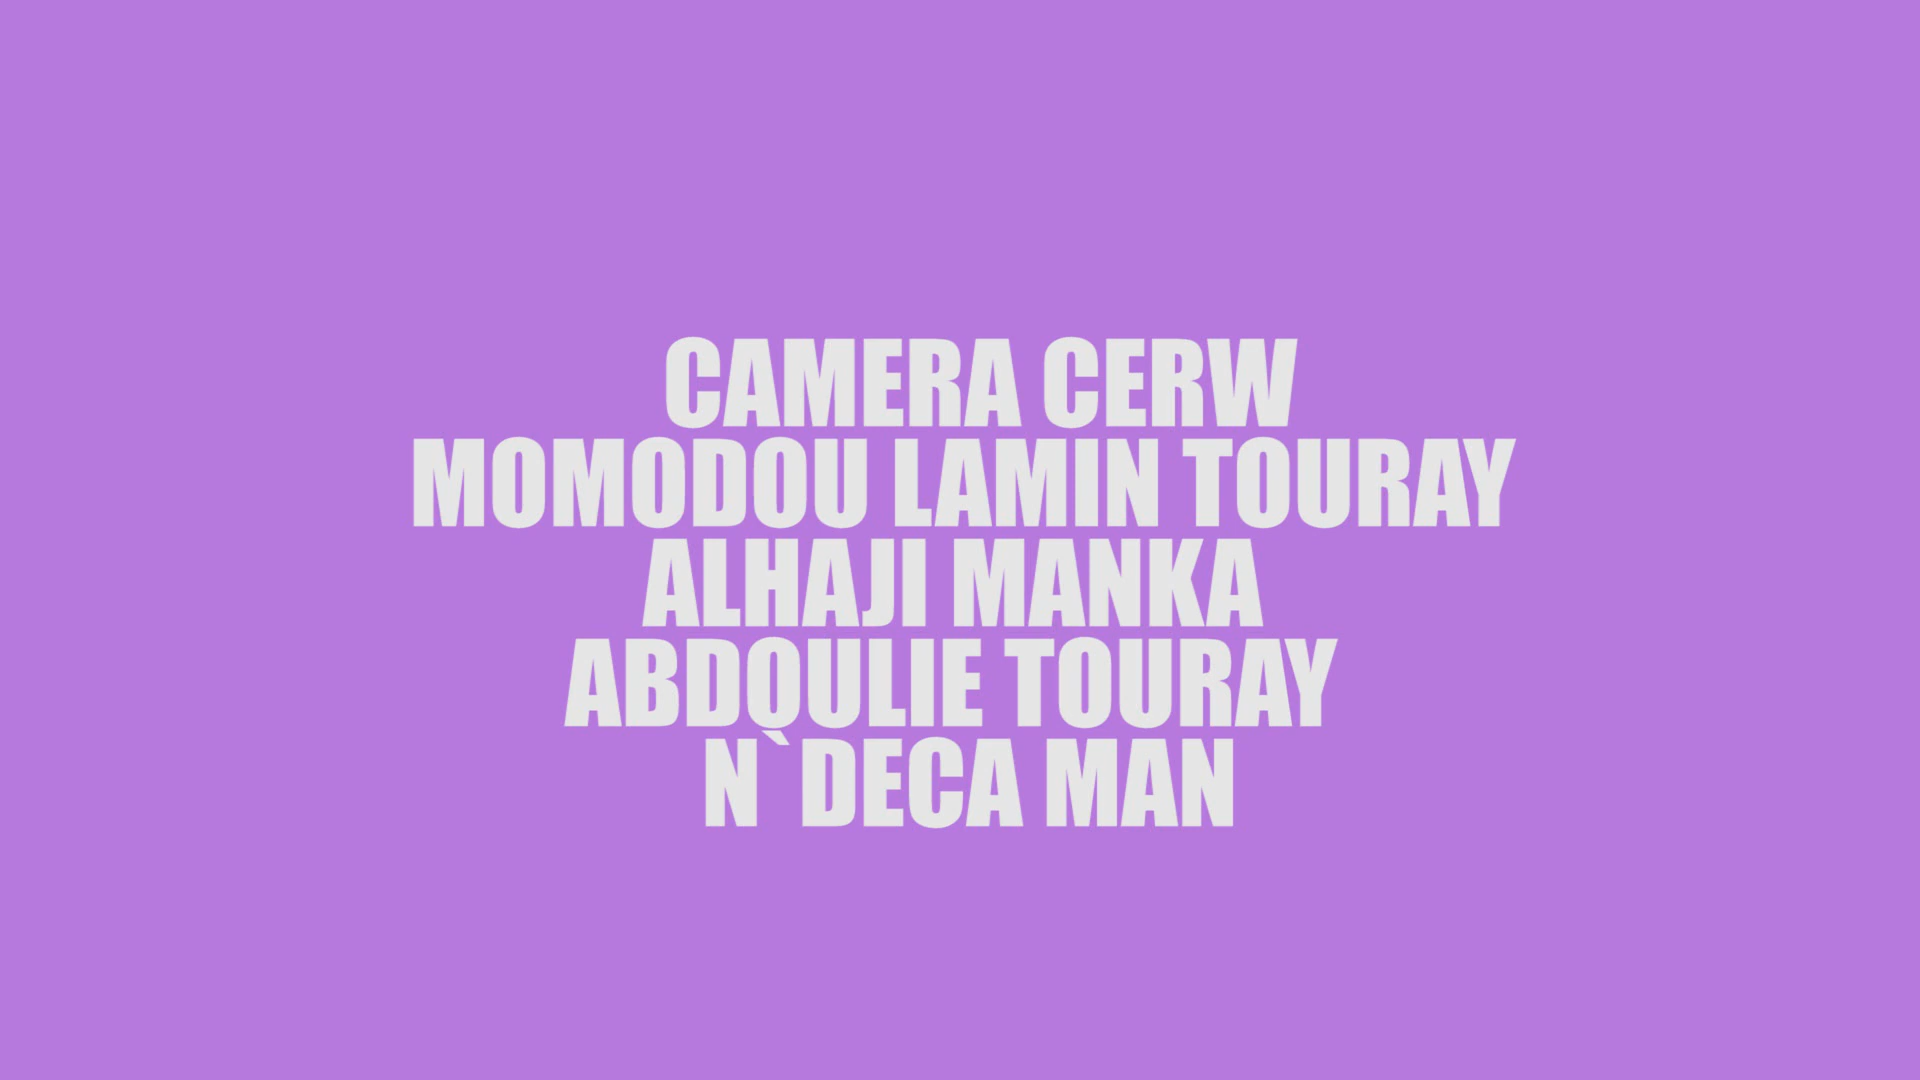 CAMERA CERW
MOMODOU LAMIN TOURAY
ALHAJI MANKA
ABDOULIE TOURAY
N`DECA MAN